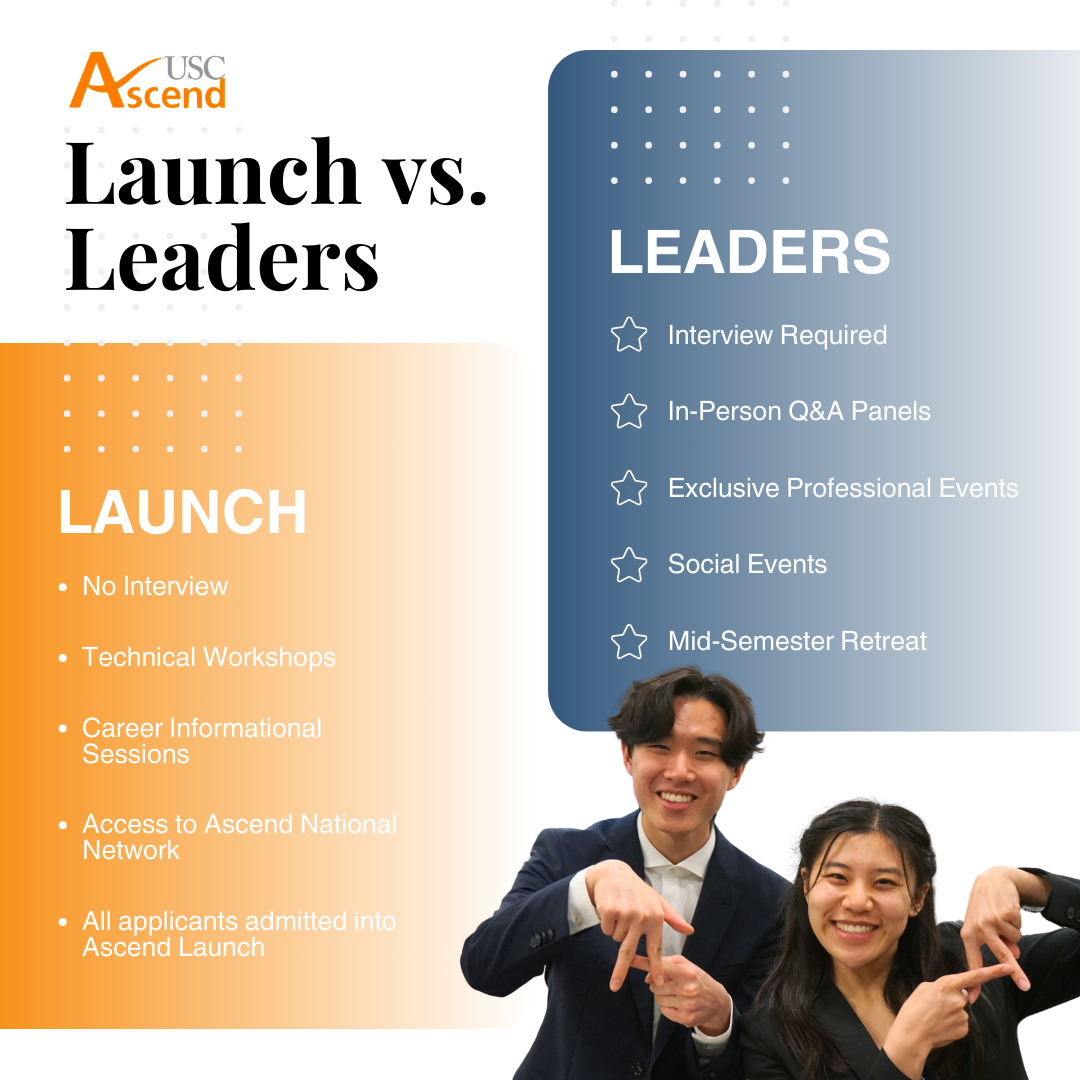 USC
Ascend
Launch vs.
Leaders
LAUNCH
No Interview
Technical Workshops
Career Informational
Sessions
Access to Ascend National
Network
All applicants admitted into
Ascend Launch
LEADERS
Interview Required
In-Person Q&A Panels
Exclusive Professional Events
Social Events
Mid-Semester Retreat